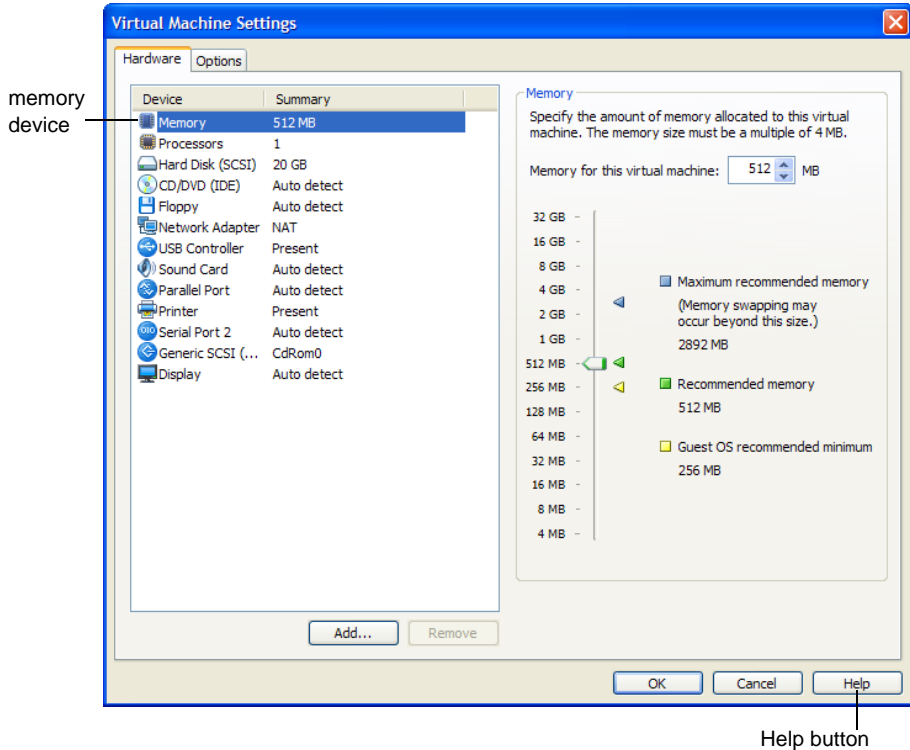 Virtual Machine Settings
Hardware Options
memory device
Device Summary
Memory 512 MB
Processors 1
Hard Disk (SCSI) 20 GB
CD/DVD (IDE) Auto detect
Floppy Auto detect
Network Adapter NAT
USB Controller Present
Sound Card Auto detect
Parallel Port Auto detect
Printer Present
Serial Port 2 Auto detect
Generic SCSI (... CdRom0
Display Auto detect
Add... Remove
Memory
Specify the amount of memory allocated to this virtual
machine. The memory size must be a multiple of 4 MB.
Memory for this virtual machine: 512 MB
32 GB
16 GB
8 GB
4 GB
2 GB
1 GB
512 MB
256 MB
128 MB
64 MB
32 MB
16 MB
8 MB
4 MB
Maximum recommended memory
(Memory swapping may
occur beyond this size.)
2892 MB
Recommended memory
512 MB
Guest OS recommended minimum
256 MB
OK Cancel Help
Help button